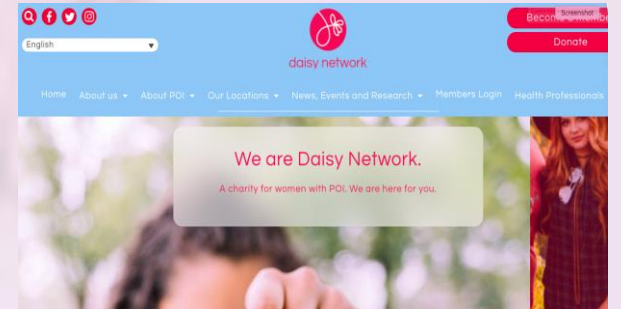 Screenshot
Become a Membe
English
Donate
daisy network
Home About us About POI Our Locations News, Events and Research Members Login Health Professionals
We are Daisy Network.
A charity for women with POI. We are here for you.